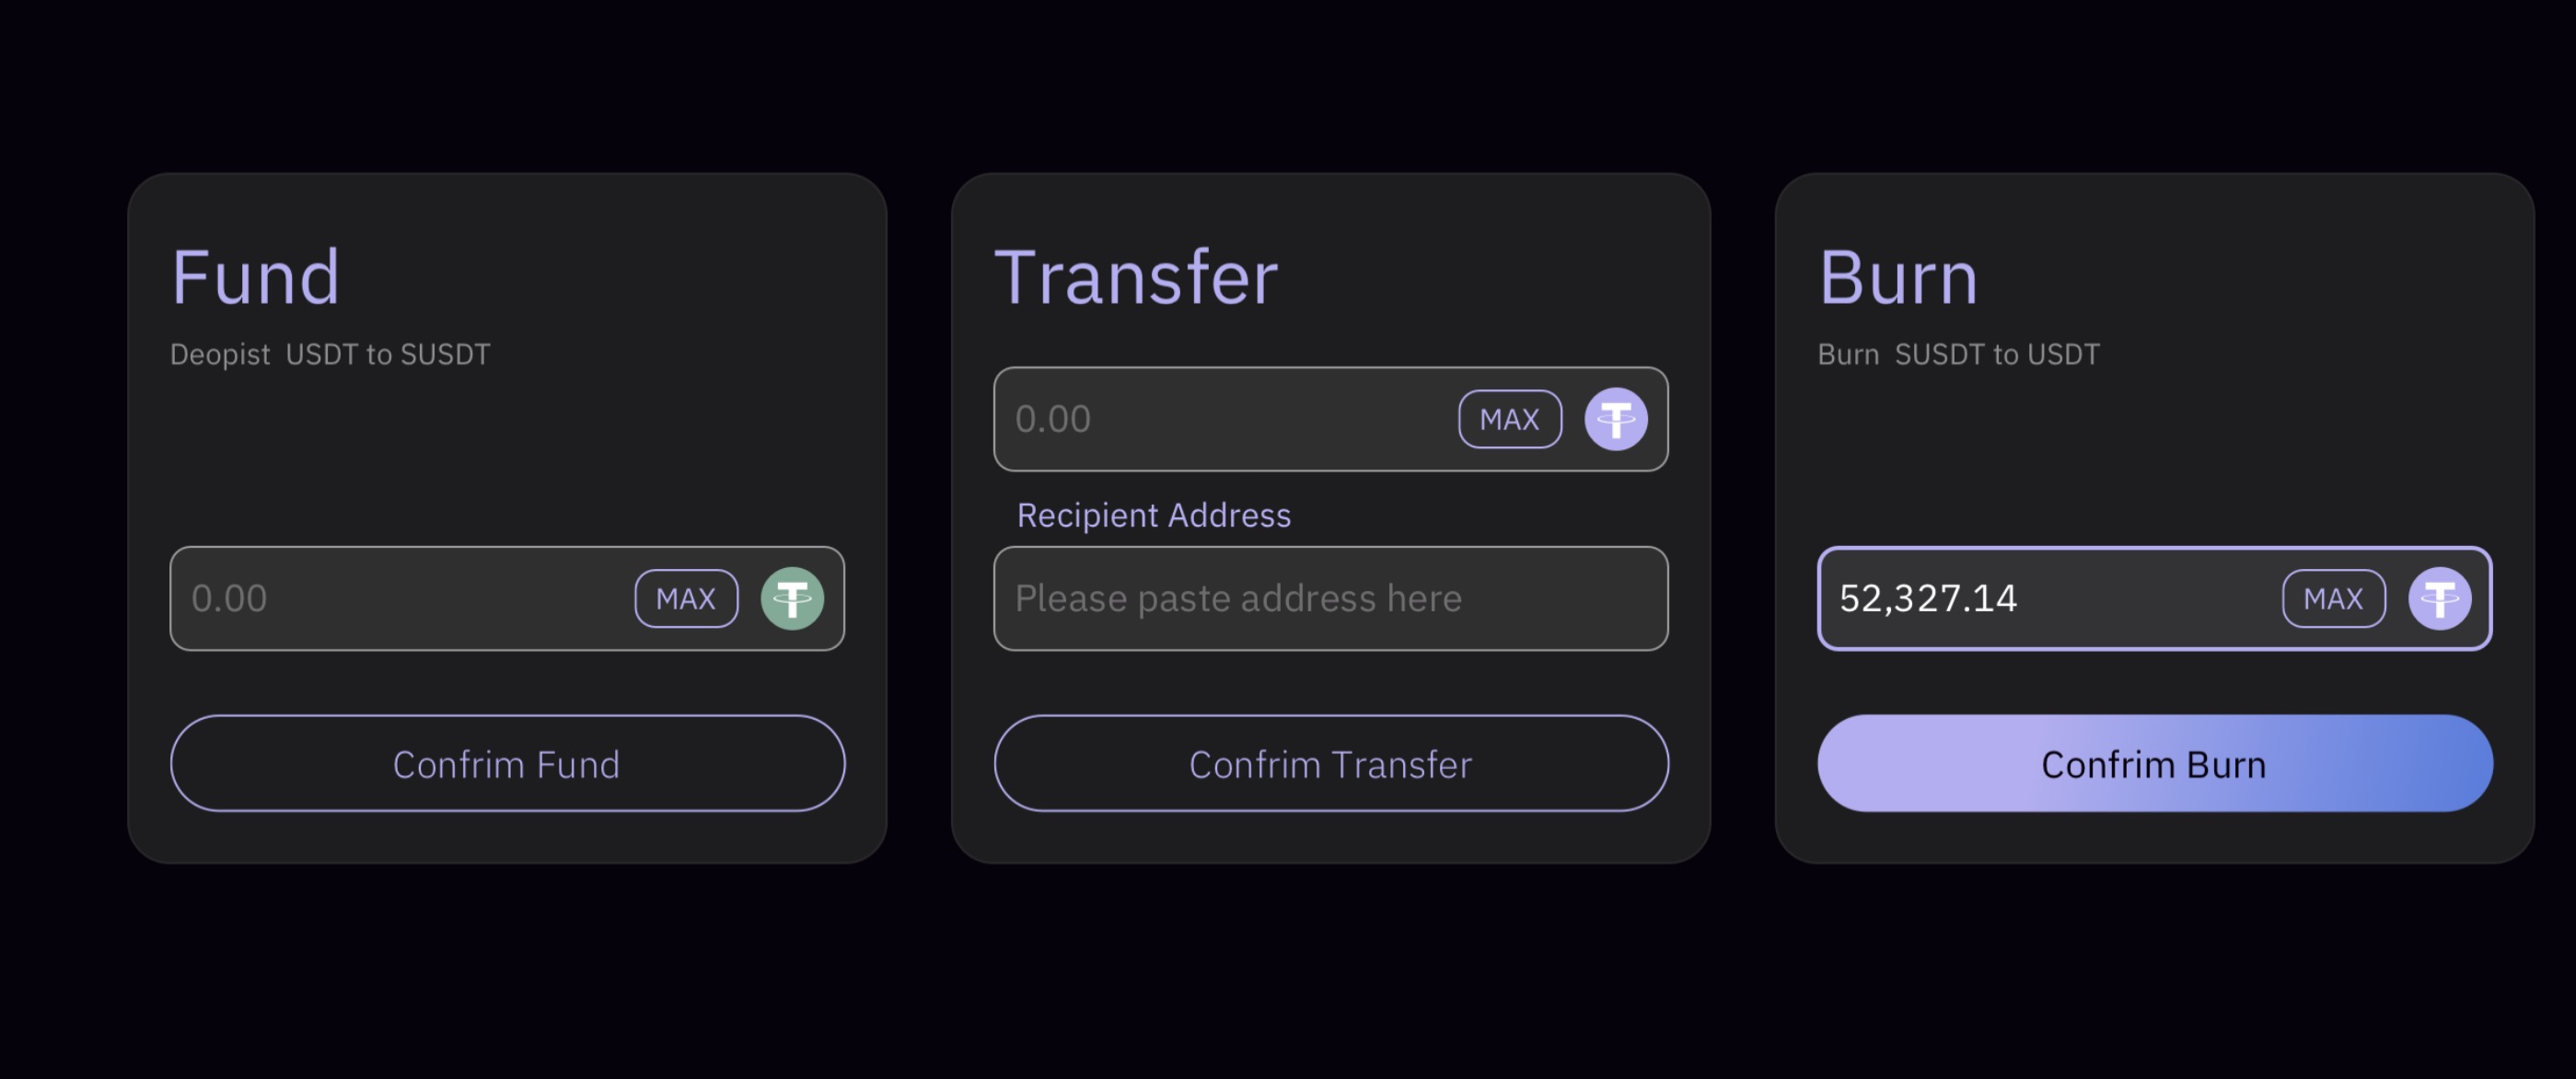 Fund
Deopist USDT to SUSDT
0.00
MAX
Confrim Fund
Transfer
0.00
MAX
Recipient Address
Please paste address here
Confrim Transfer
Burn
Burn SUSDT to USDT
52,327.14
MAX
Confrim Burn